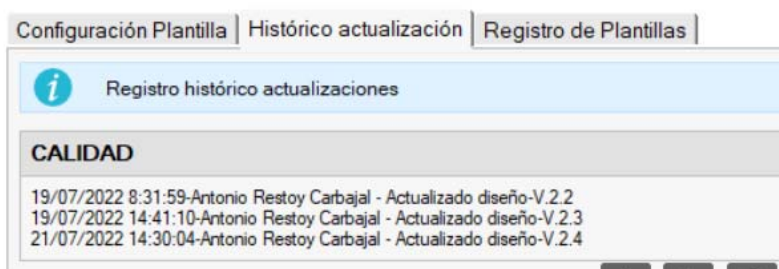 Configuración Plantilla Histórico actualización Registro de Plantillas
i Registro histórico actualizaciones
CALIDAD
19/07/2022 8:31:59-Antonio Restoy Carbajal - Actualizado diseño-V.2.2
19/07/2022 14:41:10-Antonio Restoy Carbajal - Actualizado diseño-V.2.3
21/07/2022 14:30:04-Antonio Restoy Carbajal - Actualizado diseño-V.2.4